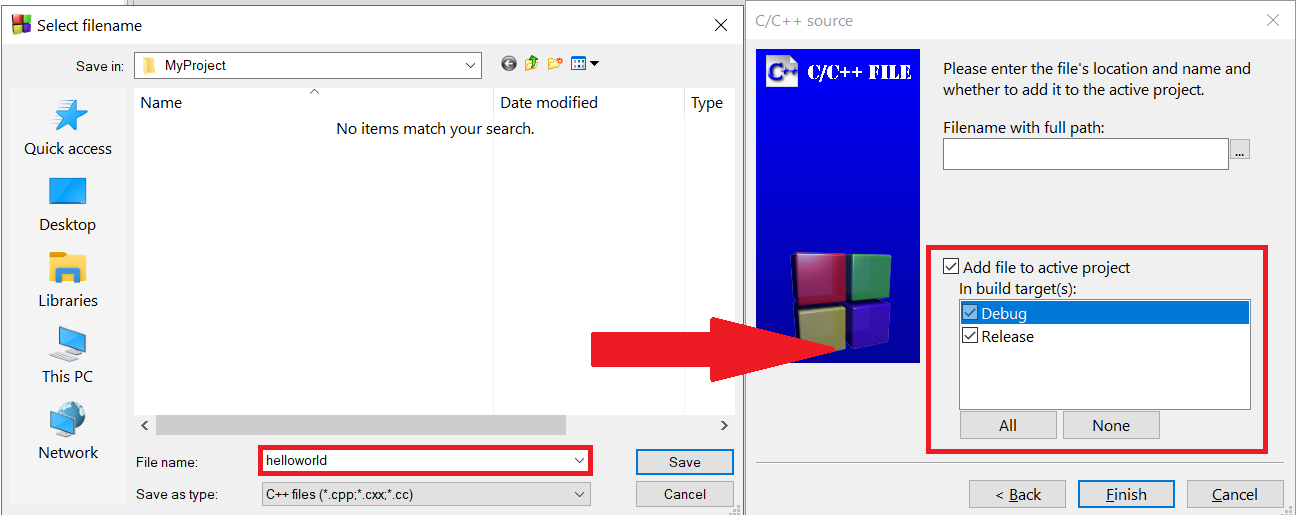 Select filename
Save in: MyProject
Name Date modified Type
No items match your search.
Quick access
Desktop
Libraries
This PC
Network
File name: helloworld Save
Save as type: C++ files (*.cpp;*.cxx;*.cc) Cancel
C/C++ source
C++ C/C++ FILE
Please enter the file's location and name and
whether to add it to the active project.
Filename with full path:
...
Add file to active project
In build target(s):
Debug
Release
All None
< Back Finish Cancel